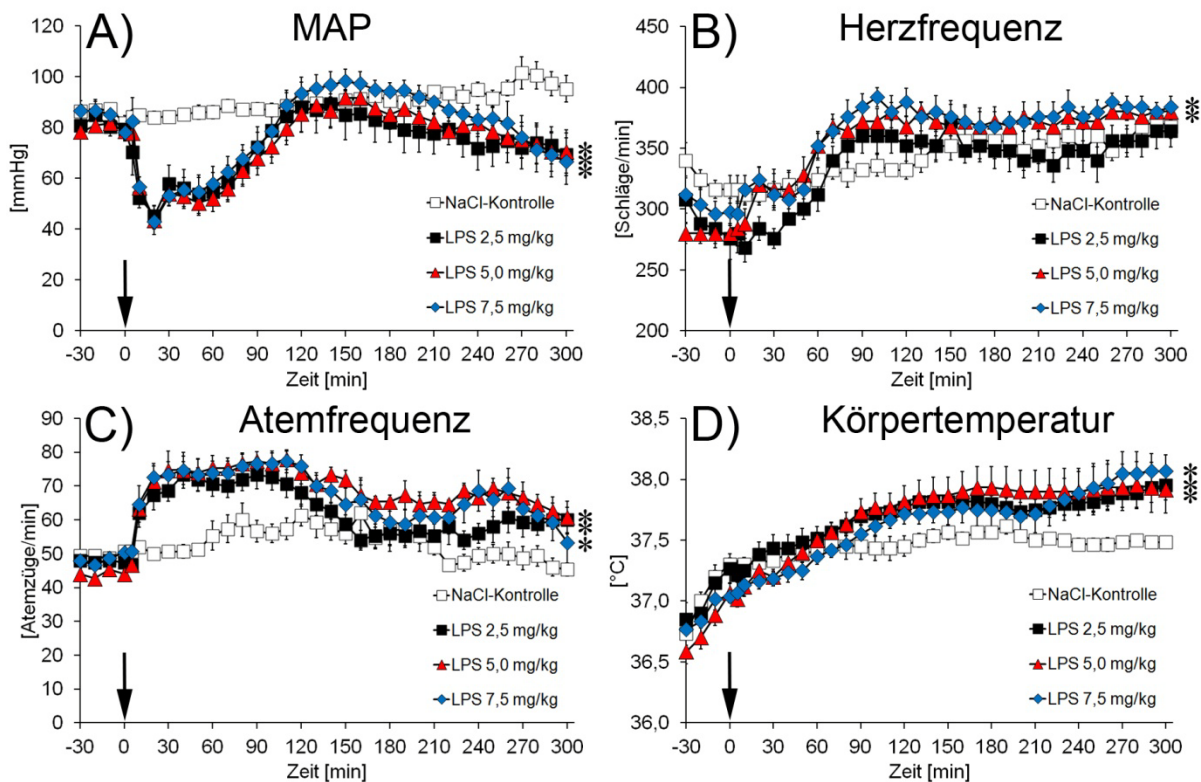 A) MAP
120
100
80
60
40
20
0
[mmHg]
NaCl-Kontrolle
LPS 2,5 mg/kg
LPS 5,0 mg/kg
LPS 7,5 mg/kg
***
-30 0 30 60 90 120 150 180 210 240 270 300
Zeit [min]
B) Herzfrequenz
450
400
350
300
250
200
[Schläge/min]
NaCl-Kontrolle
LPS 2,5 mg/kg
LPS 5,0 mg/kg
LPS 7,5 mg/kg
**
-30 0 30 60 90 120 150 180 210 240 270 300
Zeit [min]
C) Atemfrequenz
90
80
70
60
50
40
30
20
10
0
[Atemzüge/min]
NaCl-Kontrolle
LPS 2,5 mg/kg
LPS 5,0 mg/kg
LPS 7,5 mg/kg
***
-30 0 30 60 90 120 150 180 210 240 270 300
Zeit [min]
D) Körpertemperatur
38,5
38,0
37,5
37,0
36,5
36,0
[°C]
NaCl-Kontrolle
LPS 2,5 mg/kg
LPS 5,0 mg/kg
LPS 7,5 mg/kg
***
-30 0 30 60 90 120 150 180 210 240 270 300
Zeit [min]